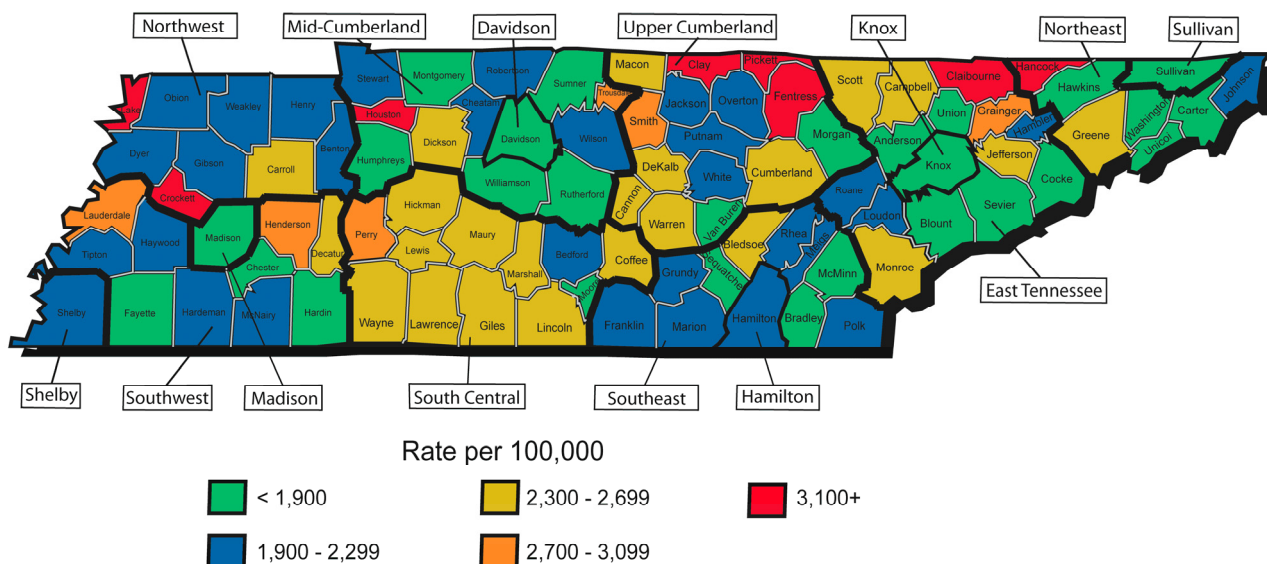 Northwest
Mid-Cumberland
Davidson
Upper Cumberland
Knox
Northeast
Sullivan
Lake
Obion
Weakley
Henry
Stewart
Montgomery
Robertson
Sumner
Trousdale
Macon
Clay
Pickett
Scott
Campbell
Claibourne
Hancock
Hawkins
Sullivan
Johnson
Houston
Cheatam
Smith
Jackson
Overton
Fentress
Union
Grainger
Hambler
Greene
Washington
Carter
Unicoi
Dyer
Gibson
Carroll
Benton
Humphreys
Dickson
Davidson
Wilson
Putnam
Morgan
Anderson
Knox
Jefferson
Cocke
Crockett
Williamson
Rutherford
DeKalb
White
Cumberland
Roane
Loudon
Blount
Sevier
Lauderdale
Haywood
Madison
Henderson
Decatur
Perry
Hickman
Maury
Cannon
Warren
Van Buren
Bledsoe
Rhea
Meigs
Tipton
Chester
Lewis
Marshall
Bedford
Coffee
Grundy
Sequatche
McMinn
Monroe
Shelby
Fayette
Hardeman
McNairy
Hardin
Wayne
Lawrence
Giles
Lincoln
Moore
Franklin
Marion
Hamilton
Bradley
Polk
East Tennessee
Shelby
Southwest
Madison
South Central
Southeast
Hamilton
Rate per 100,000
< 1,900
2,300 - 2,699
3,100+
1,900 - 2,299
2,700 - 3,099